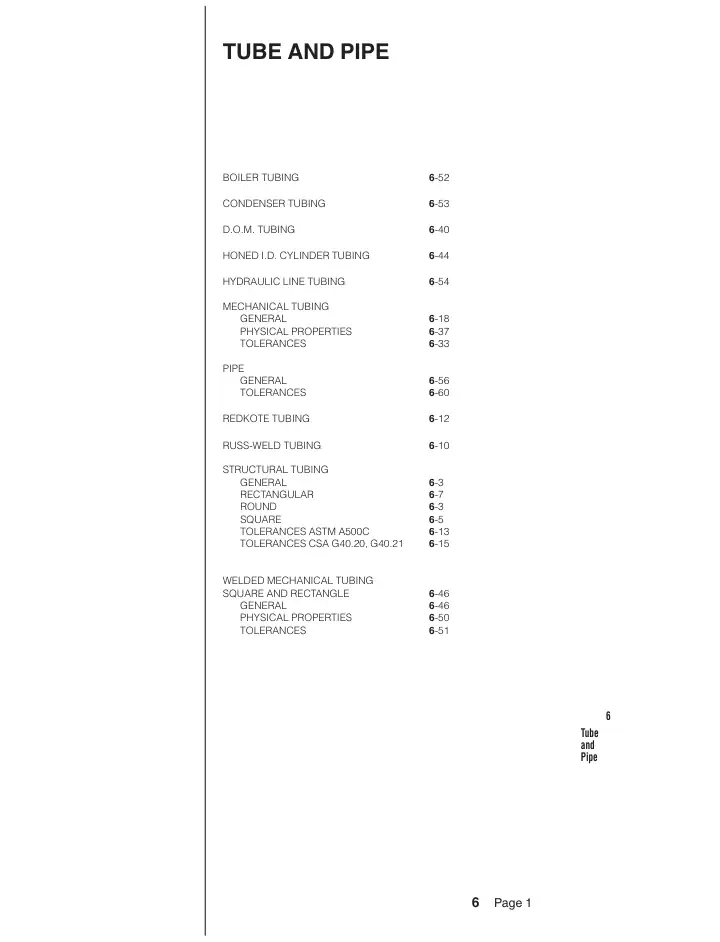 TUBE AND PIPE
BOILER TUBING 6-52
CONDENSER TUBING 6-53
D.O.M. TUBING 6-40
HONED I.D. CYLINDER TUBING 6-44
HYDRAULIC LINE TUBING 6-54
MECHANICAL TUBING
GENERAL 6-18
PHYSICAL PROPERTIES 6-37
TOLERANCES 6-33
PIPE
GENERAL 6-56
TOLERANCES 6-60
REDKOTE TUBING 6-12
RUSS-WELD TUBING 6-10
STRUCTURAL TUBING
GENERAL 6-3
RECTANGULAR 6-7
ROUND 6-3
SQUARE 6-5
TOLERANCES ASTM A500C 6-13
TOLERANCES CSA G40.20, G40.21 6-15
WELDED MECHANICAL TUBING
SQUARE AND RECTANGLE 6-46
GENERAL 6-46
PHYSICAL PROPERTIES 6-50
TOLERANCES 6-51
6
Tube
and
Pipe
6 Page 1